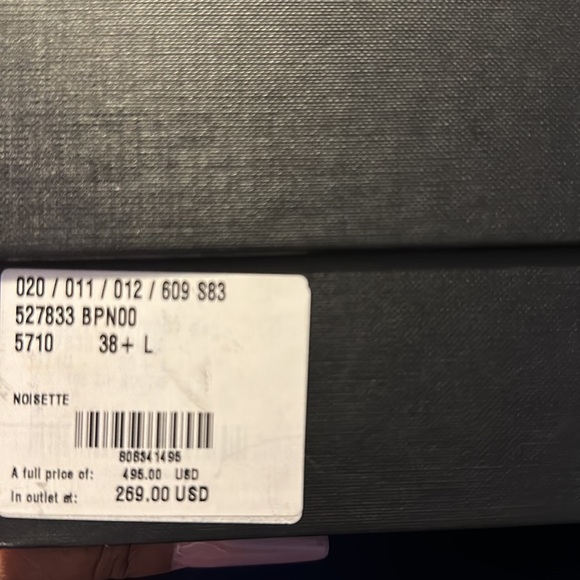 020 / 011 / 012 / 609 S83
527833 BPN00
5710 38+ L
NOISETTE
808341495
A full price of: 495.00 USD
In outlet at: 269.00 USD